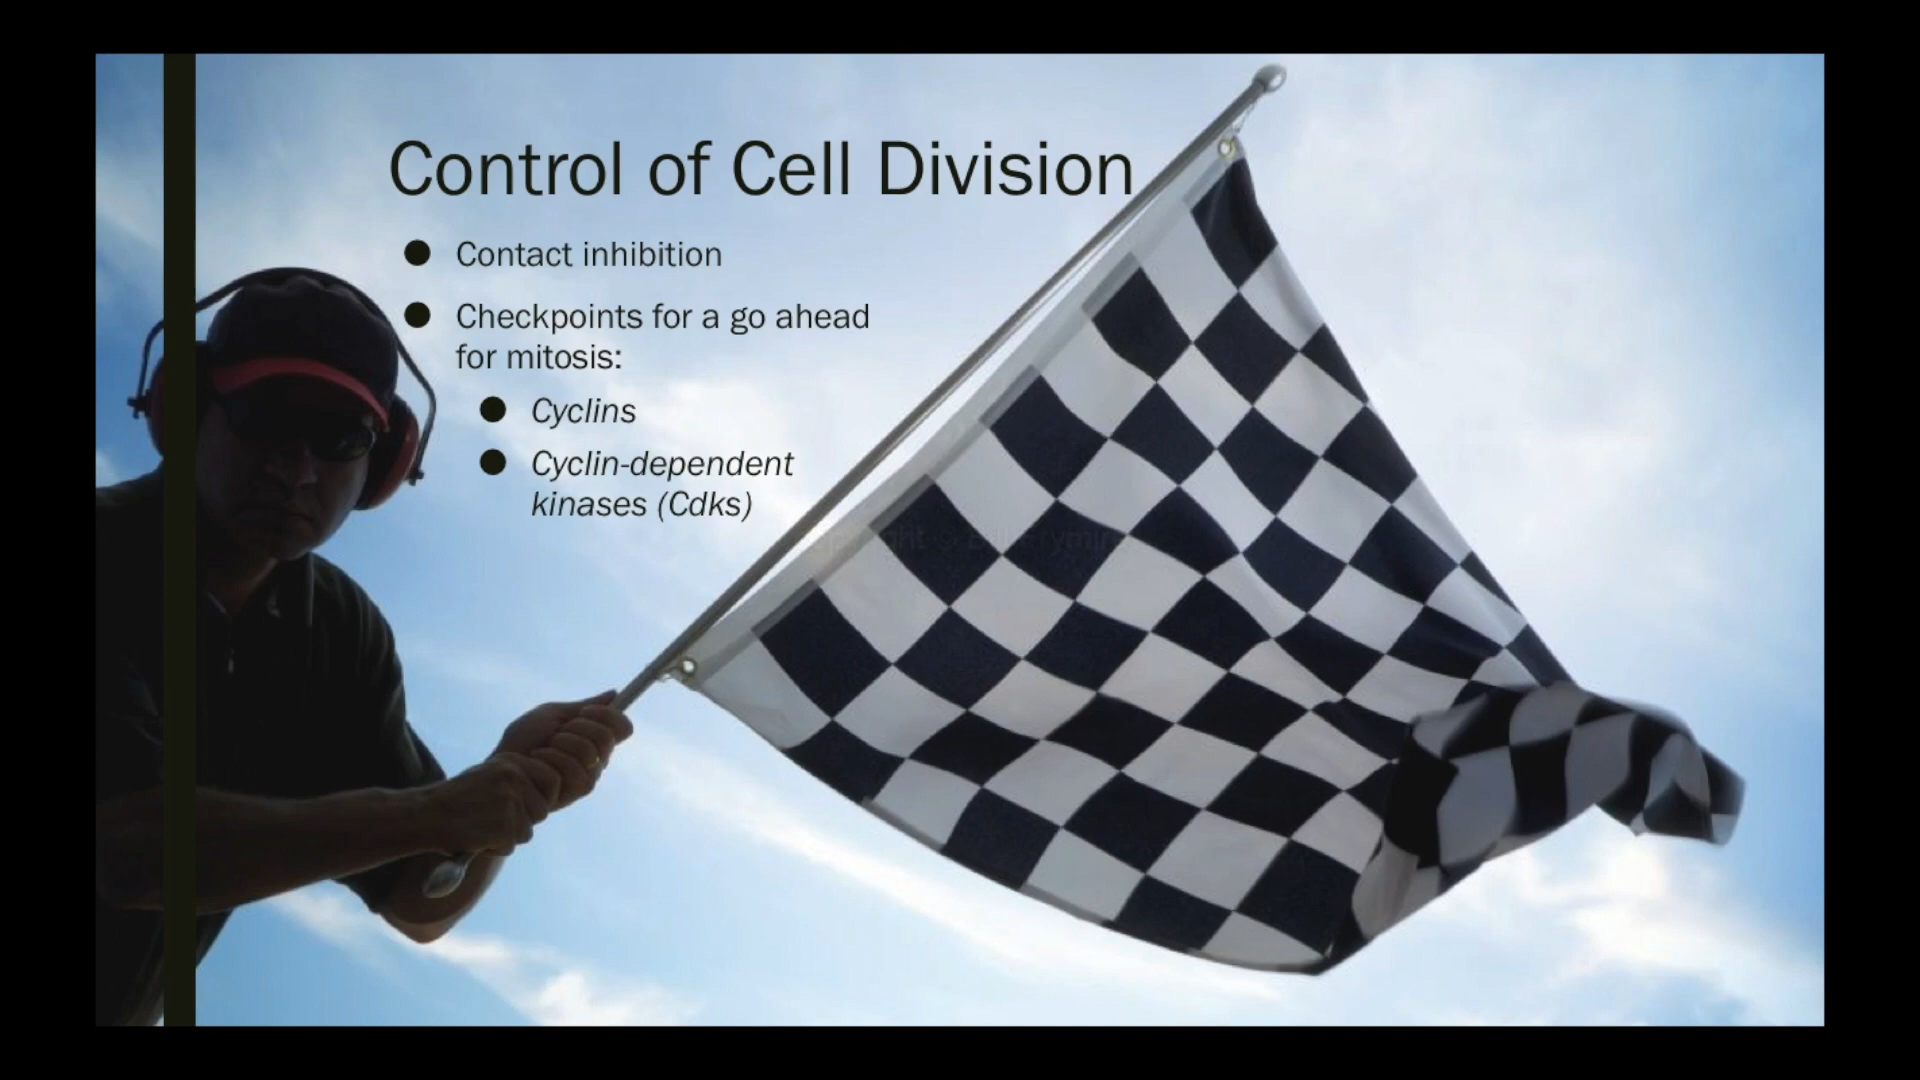 Control of Cell Division
Contact inhibition
Checkpoints for a go ahead
for mitosis:
Cyclins
Cyclin-dependent
kinases (Cdks)